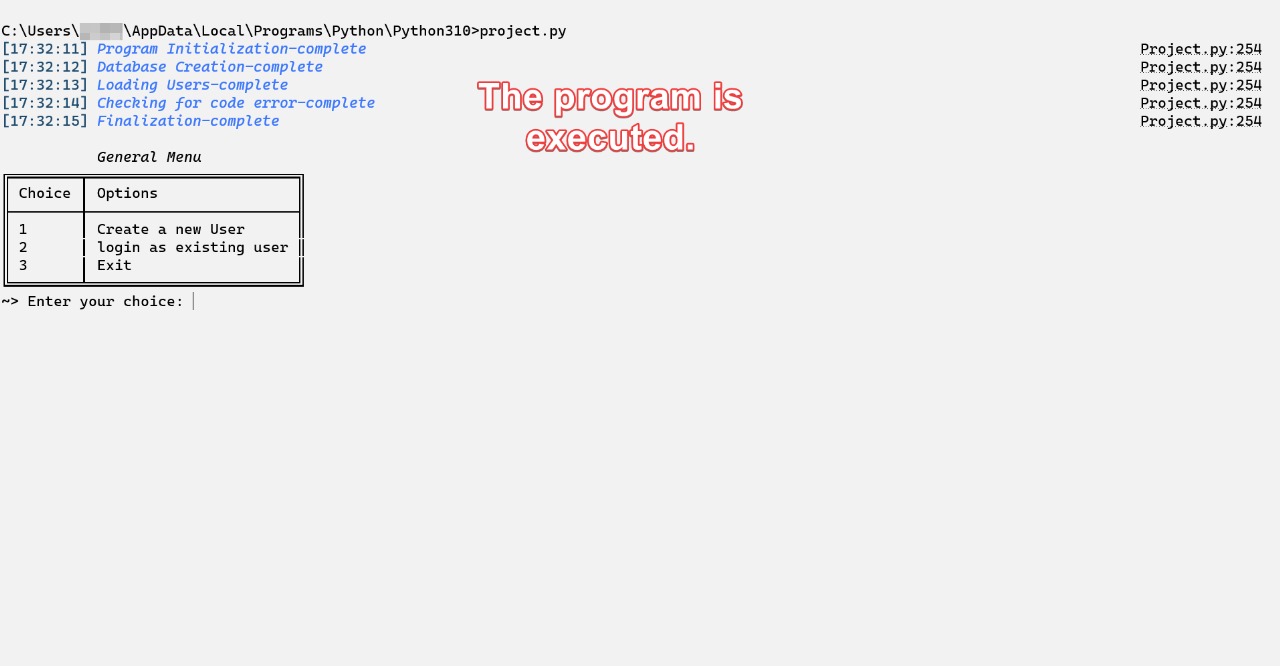 C:\Users\\AppData\Local\Programs\Python\Python310>project.py
[17:32:11] Program Initialization-complete Project.py:254
[17:32:12] Database Creation-complete Project.py:254
[17:32:13] Loading Users-complete Project.py:254
[17:32:14] Checking for code error-complete Project.py:254
[17:32:15] Finalization-complete Project.py:254
The program is
executed.
General Menu
Choice Options
1 Create a new User
2 login as existing user
3 Exit
~> Enter your choice: